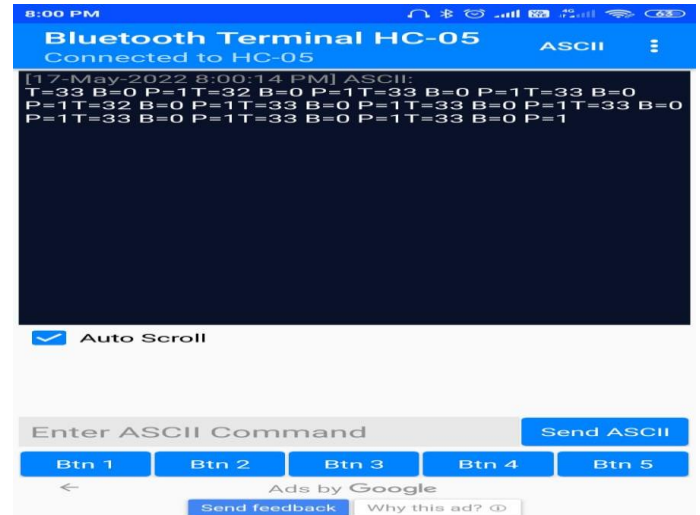 8:00 PM
4G
63
Bluetooth Terminal HC-05
Connected to HC-05
ASCII
[17-May-2022 8:00:14 PM] ASCII:
T=33 B=0 P=1T=32 B=0 P=1T=33 B=0 P=1T=33 B=0
P=1T=32 B=0 P=1T=33 B=0 P=1T=33 B=0 P=1T=33 B=0
P=1T=33 B=0 P=1T=33 B=0 P=1T=33 B=0 P=1
Auto Scroll
Enter ASCII Command
Send ASCII
Btn 1 Btn 2 Btn 3 Btn 4 Btn 5
Ads by Google
Send feedback
Why this ad?